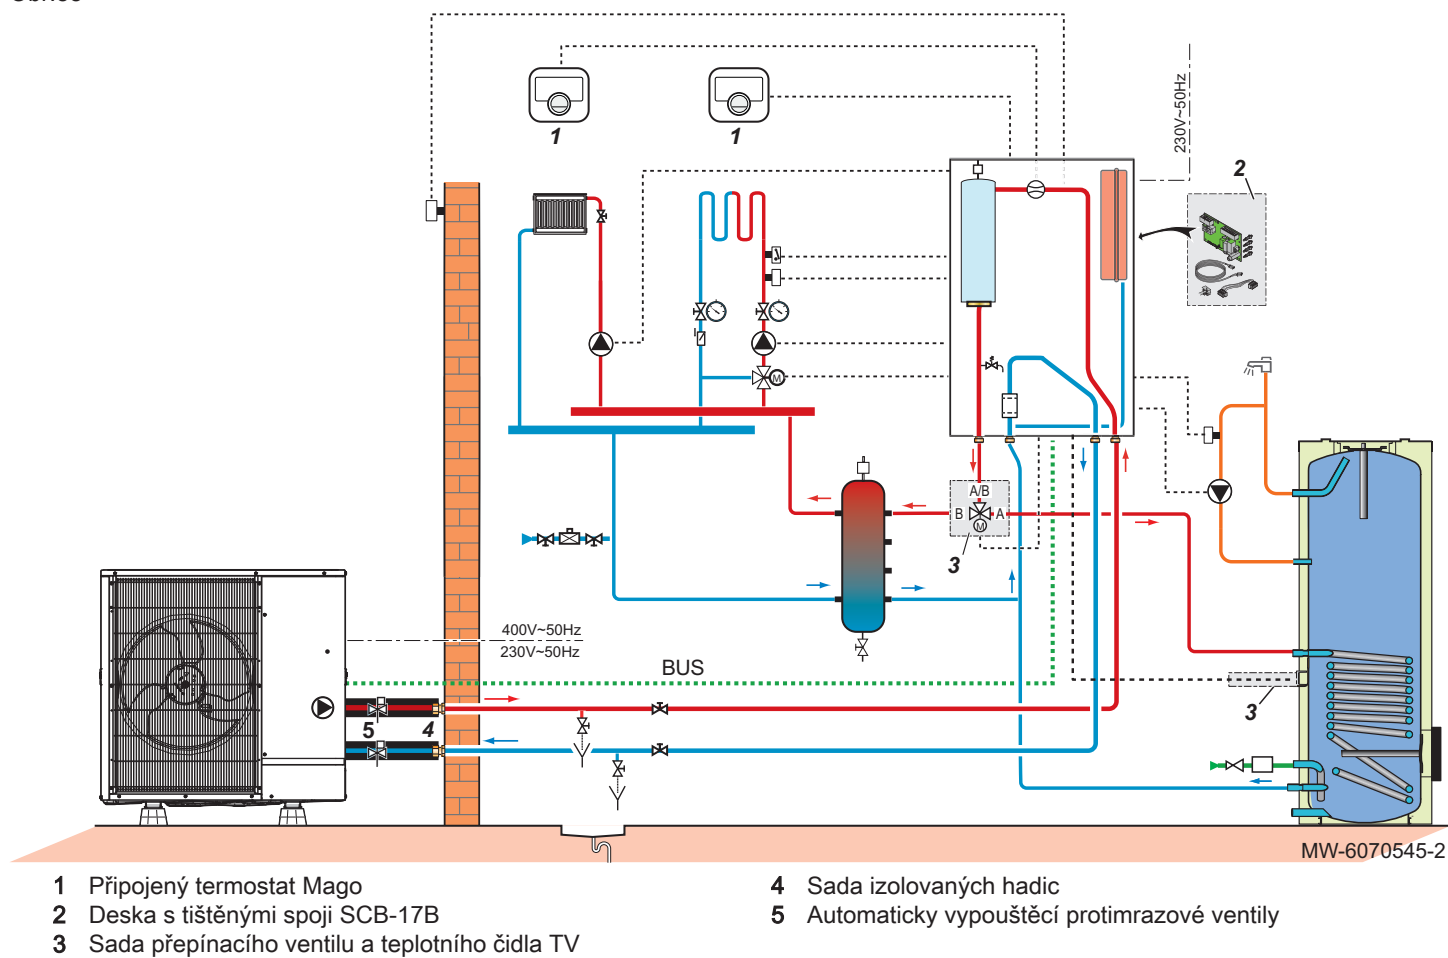 1
1
230V~50Hz
2
M
A/B
B
A
M
3
400V~50Hz
230V~50Hz
BUS
5
4
3
MW-6070545-2
1 Připojený termostat Mago
2 Deska s tištěnými spoji SCB-17B
3 Sada přepínacího ventilu a teplotního čidla TV
4 Sada izolovaných hadic
5 Automaticky vypouštěcí protimrazové ventily